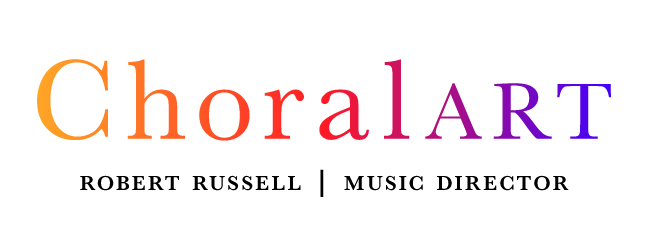 ChoralART
ROBERT RUSSELL | MUSIC DIRECTOR